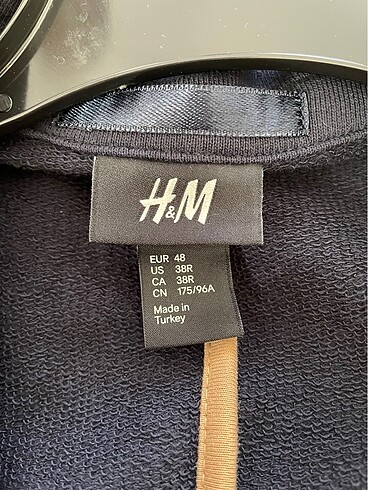 H&M
EUR 48
US 38R
CA 38R
CN 175/96A
Made in
Turkey